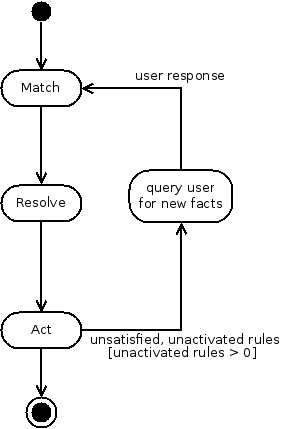 user response
Match
query user
for new facts
Resolve
Act
unsatisfied, unactivated rules
[unactivated rules > 0]